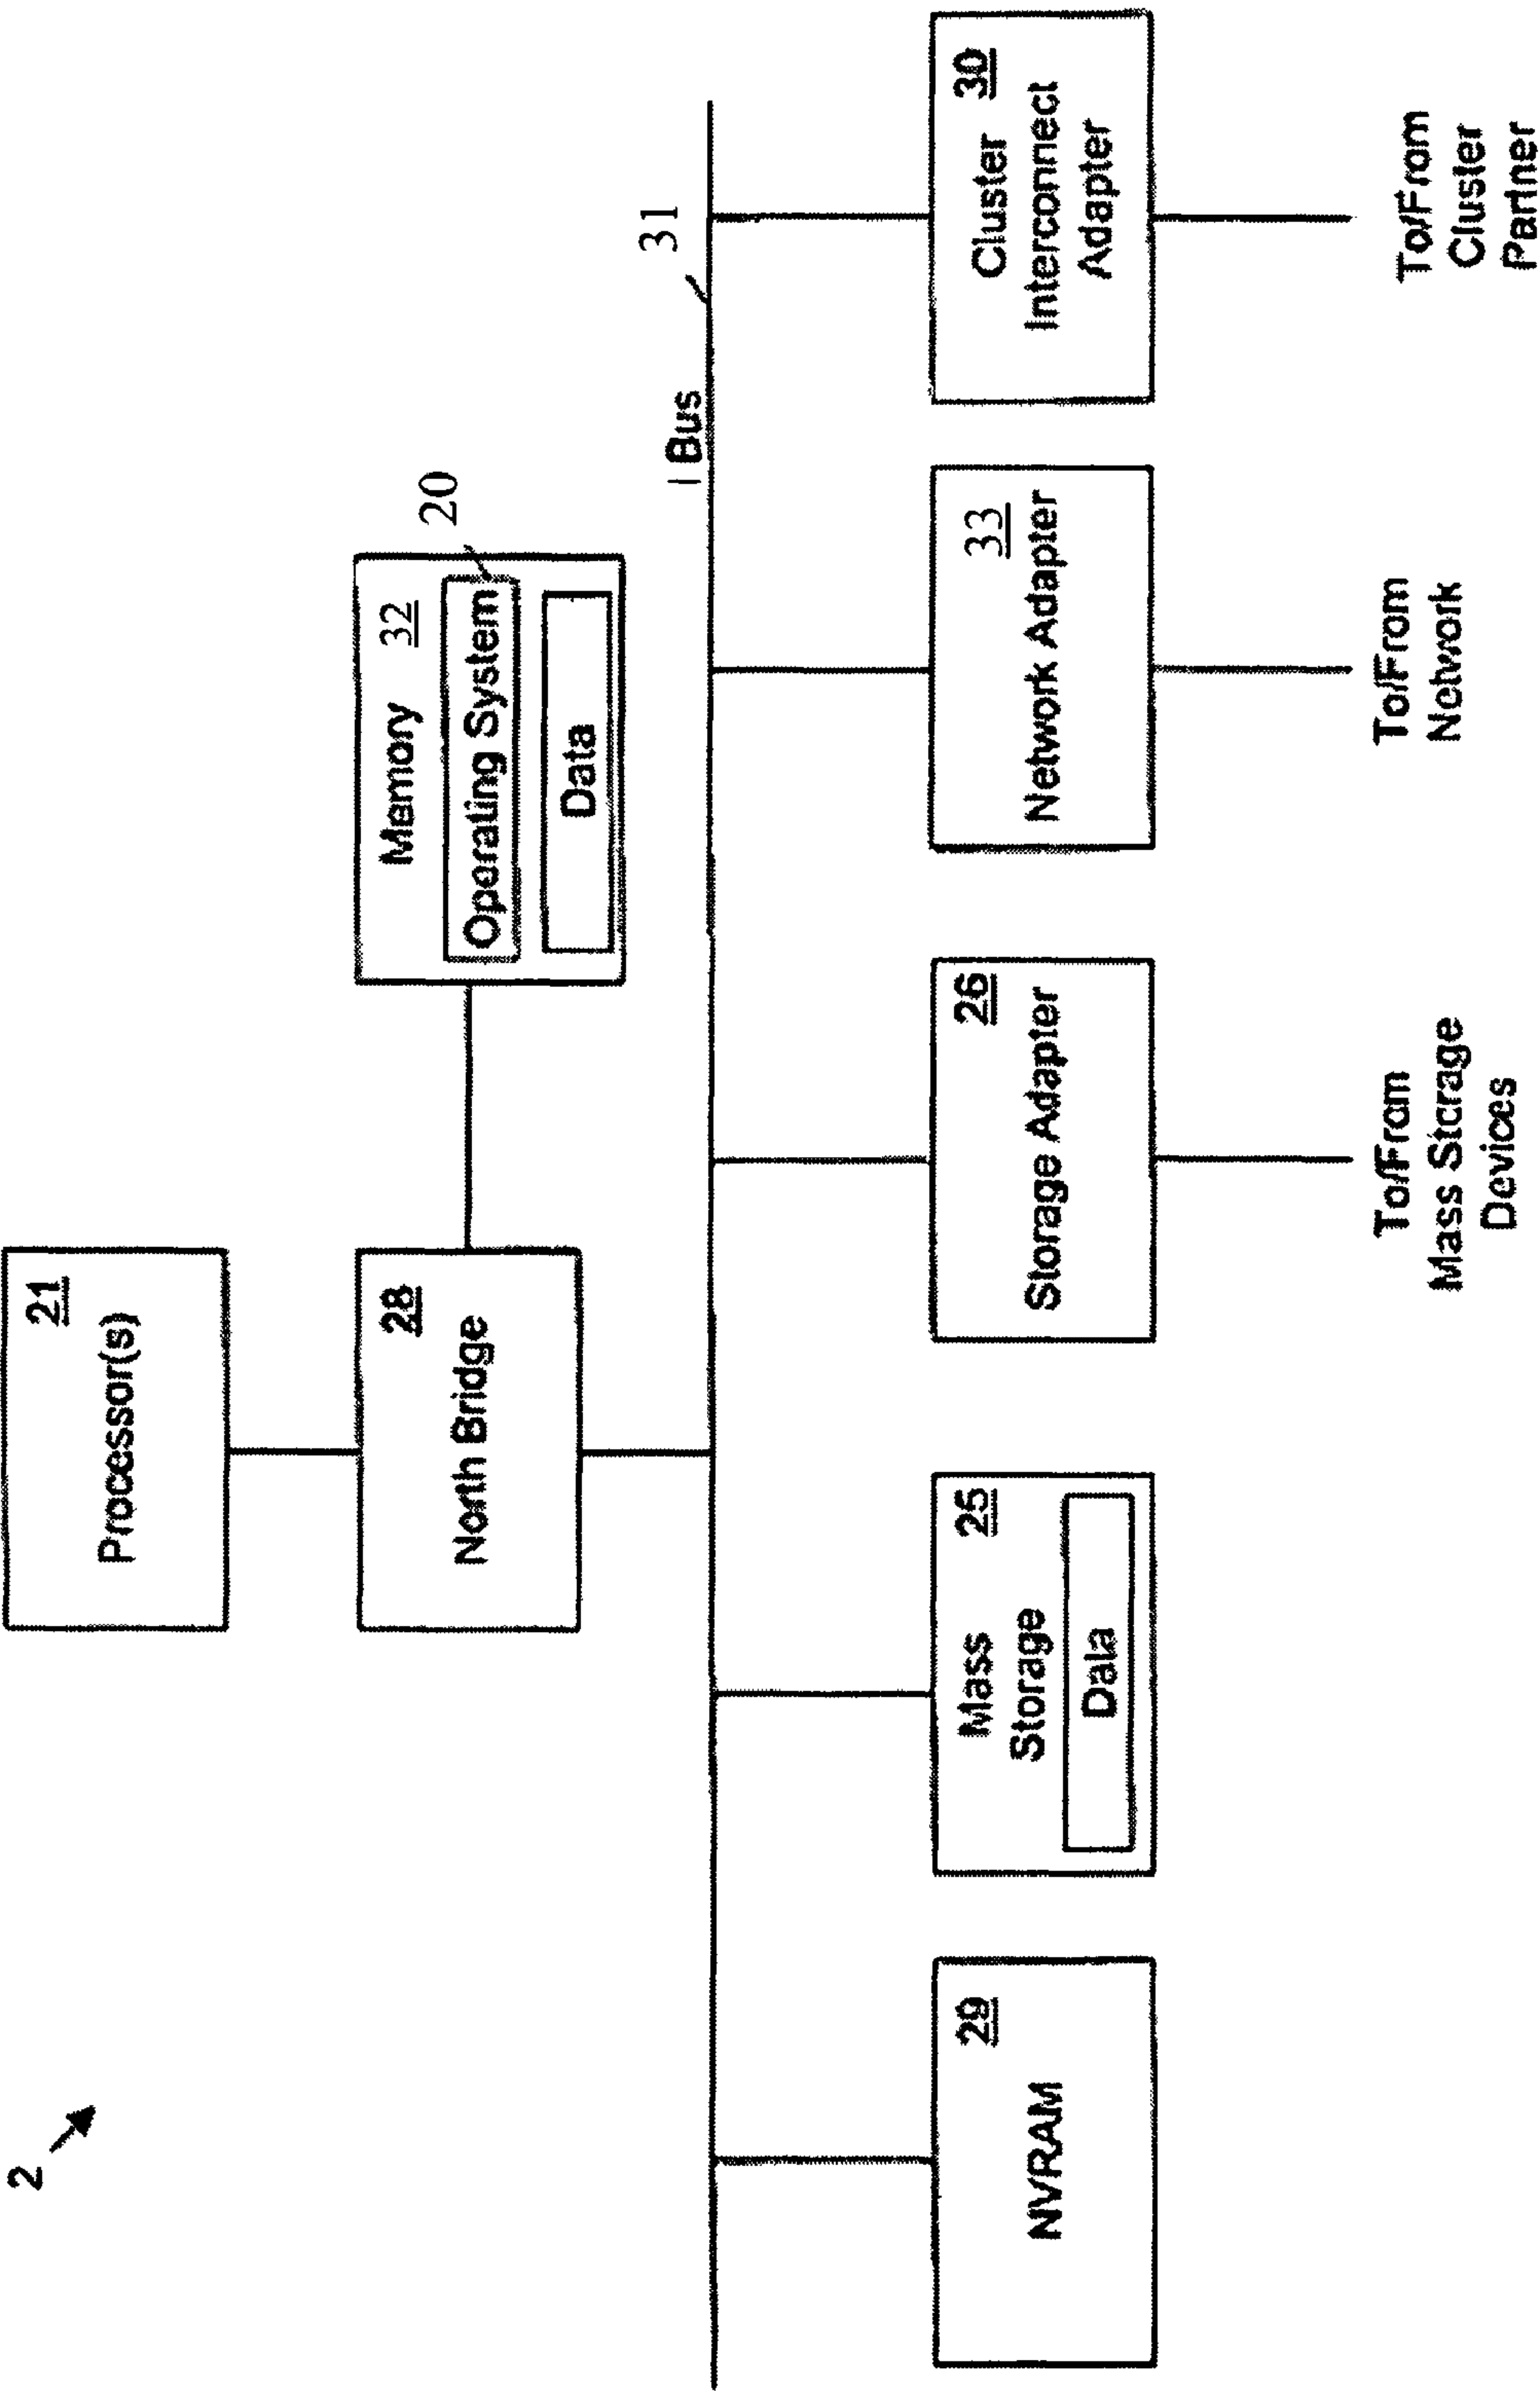 2
21
Processor(s)
28
North Bridge
Memory 32
20
Operating System
Data
I Bus
31
29
NVRAM
Mass 25
Storage
Data
26
Storage Adapter
33
Network Adapter
30
Cluster
Interconnect
Adapter
To/From
Mass Storage
Devices
To/From
Network
To/From
Cluster
Partner